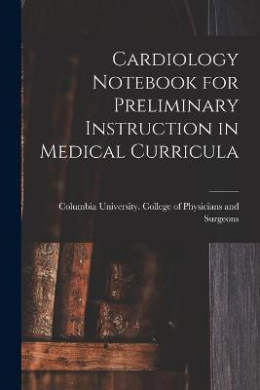 Cardiology
Notebook for
Preliminary
Instruction in
Medical Curricula
Columbia University. College of Physicians and
Surgeons